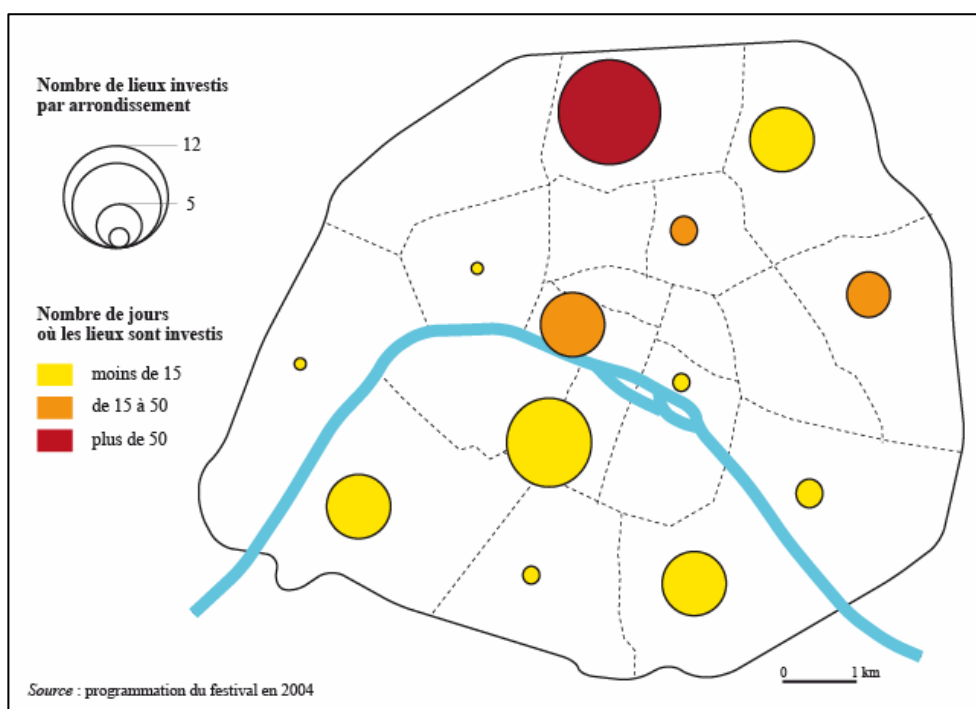 Nombre de lieux investis
par arrondissement
12
5
Nombre de jours
où les lieux sont investis
moins de 15
de 15 à 50
plus de 50
Source : programmation du festival en 2004
0 1 km